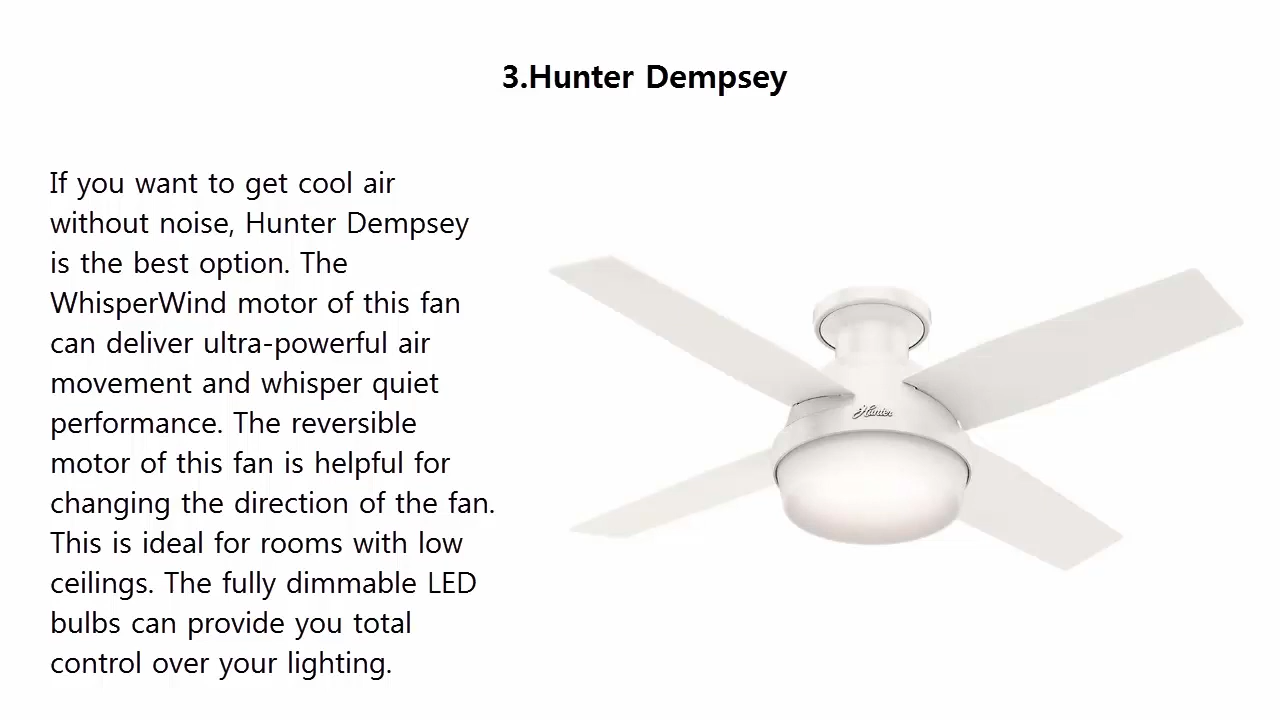 3.Hunter Dempsey
If you want to get cool air
without noise, Hunter Dempsey
is the best option. The
WhisperWind motor of this fan
can deliver ultra-powerful air
movement and whisper quiet
performance. The reversible
motor of this fan is helpful for
changing the direction of the fan.
This is ideal for rooms with low
ceilings. The fully dimmable LED
bulbs can provide you total
control over your lighting.
Hunter